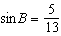 sin B = 5/13